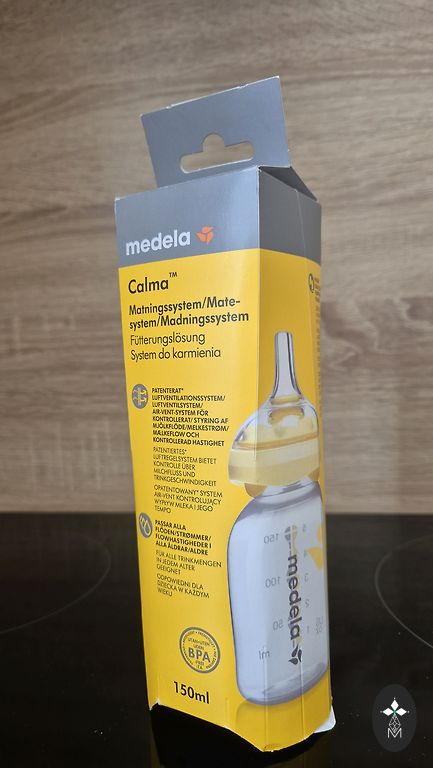 medela
Calma™
Matningssystem/Mate-
system/Madningssystem
Fütterungslösung
System do karmienia
PATENTERAT*
LUFTVENTILATIONSSYSTEM/
LUFTVENTILSYSTEM/
AIR-VENT-SYSTEM FÖR
KONTROLLERAT/ STYRING AF
MJÖLKFLÖDE/MELKESTRØM/
MÆLKEFLOW OCH
KONTROLLERAD HASTIGHET
PATENTIERTES*
LUFTREGELSYSTEM BIETET
KONTROLLE ÜBER
MILCHFLUSS UND
TRINKGESCHWINDIGKEIT
OPATENTOWANY* SYSTEM
AIR-VENT KONTROLUJĄCY
WYPŁYW MLEKA I JEGO
TEMPO
PASSAR ALLA
FLÖDEN/STRØMMER/
FLOWHASTIGHEDER I
ALLA ÅLDRAR/ALDRE
FÜR ALLE TRINKMENGEN
IN JEDEM ALTER
GEEIGNET
ODPOWIEDNI DLA
DZIECKA W KAŻDYM
WIEKU
BPA
150ml
150
100
50
ml
medela
M